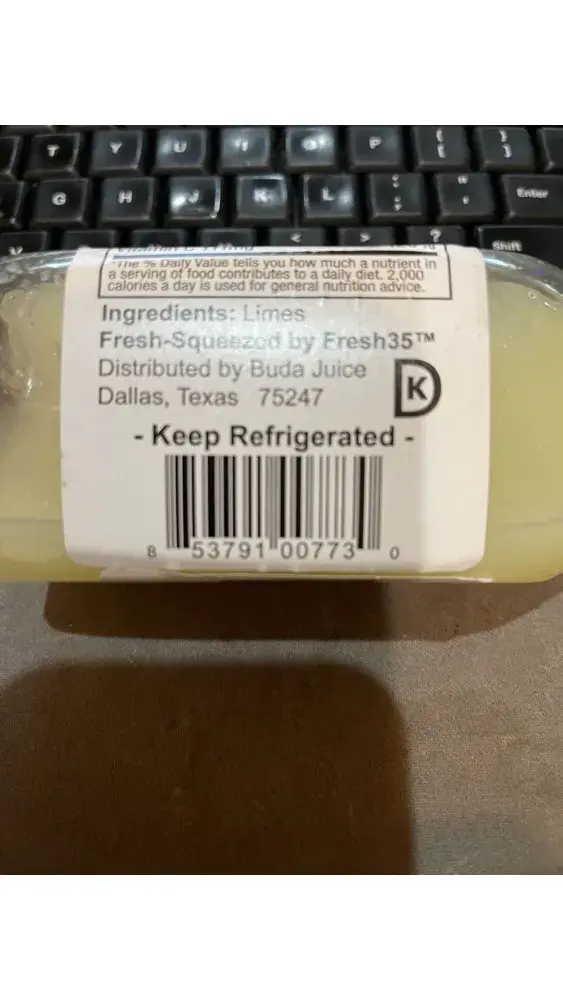 T Y U I O P { [ } ]
G H J K L : ; " ' Enter
V < > ? Shift
The % Daily Value tells you how much a nutrient in
a serving of food contributes to a daily diet. 2,000
calories a day is used for general nutrition advice.
Ingredients: Limes
Fresh-Squeezed by Fresh35™
Distributed by Buda Juice
Dallas, Texas 75247
K
- Keep Refrigerated -
8 53791 00773 0